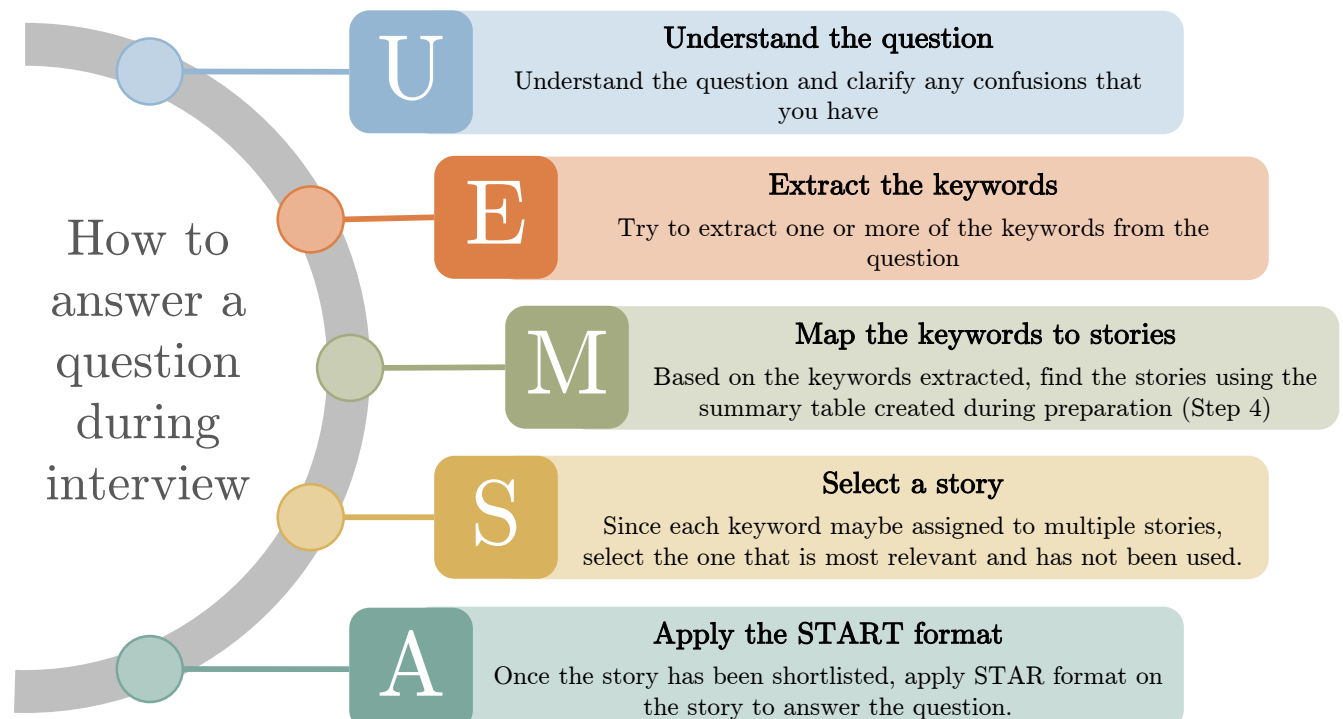 How to
answer a
question
during
interview
U
Understand the question
Understand the question and clarify any confusions that
you have
E
Extract the keywords
Try to extract one or more of the keywords from the
question
M
Map the keywords to stories
Based on the keywords extracted, find the stories using the
summary table created during preparation (Step 4)
S
Select a story
Since each keyword maybe assigned to multiple stories,
select the one that is most relevant and has not been used.
A
Apply the START format
Once the story has been shortlisted, apply STAR format on
the story to answer the question.